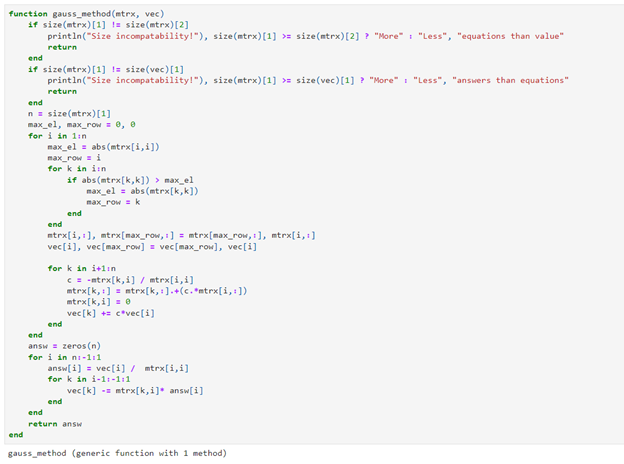 function gauss_method(mtrx, vec)
    if size(mtrx)[1] != size(mtrx)[2]
        println("Size incompatability!"), size(mtrx)[1] >= size(mtrx)[2] ? "More" : "Less", "equations than value"
        return
    end
    if size(mtrx)[1] != size(vec)[1]
        println("Size incompatability!"), size(mtrx)[1] >= size(vec)[1] ? "More" : "Less", "answers than equations"
        return
    end
    n = size(mtrx)[1]
    max_el, max_row = 0, 0
    for i in 1:n
        max_el = abs(mtrx[i,i])
        max_row = i
        for k in i:n
            if abs(mtrx[k,k]) > max_el
                max_el = abs(mtrx[k,k])
                max_row = k
            end
        end
        mtrx[i,:], mtrx[max_row,:] = mtrx[max_row,:], mtrx[i,:]
        vec[i], vec[max_row] = vec[max_row], vec[i]

        for k in i+1:n
            c = -mtrx[k,i] / mtrx[i,i]
            mtrx[k,:] = mtrx[k,:].+(c.*mtrx[i,:])
            mtrx[k,i] = 0
            vec[k] += c*vec[i]
        end
    end
    answ = zeros(n)
    for i in n:-1:1
        answ[i] = vec[i] /  mtrx[i,i]
        for k in i-1:-1:1
            vec[k] -= mtrx[k,i]* answ[i]
        end
    end
    return answ
end
gauss_method (generic function with 1 method)